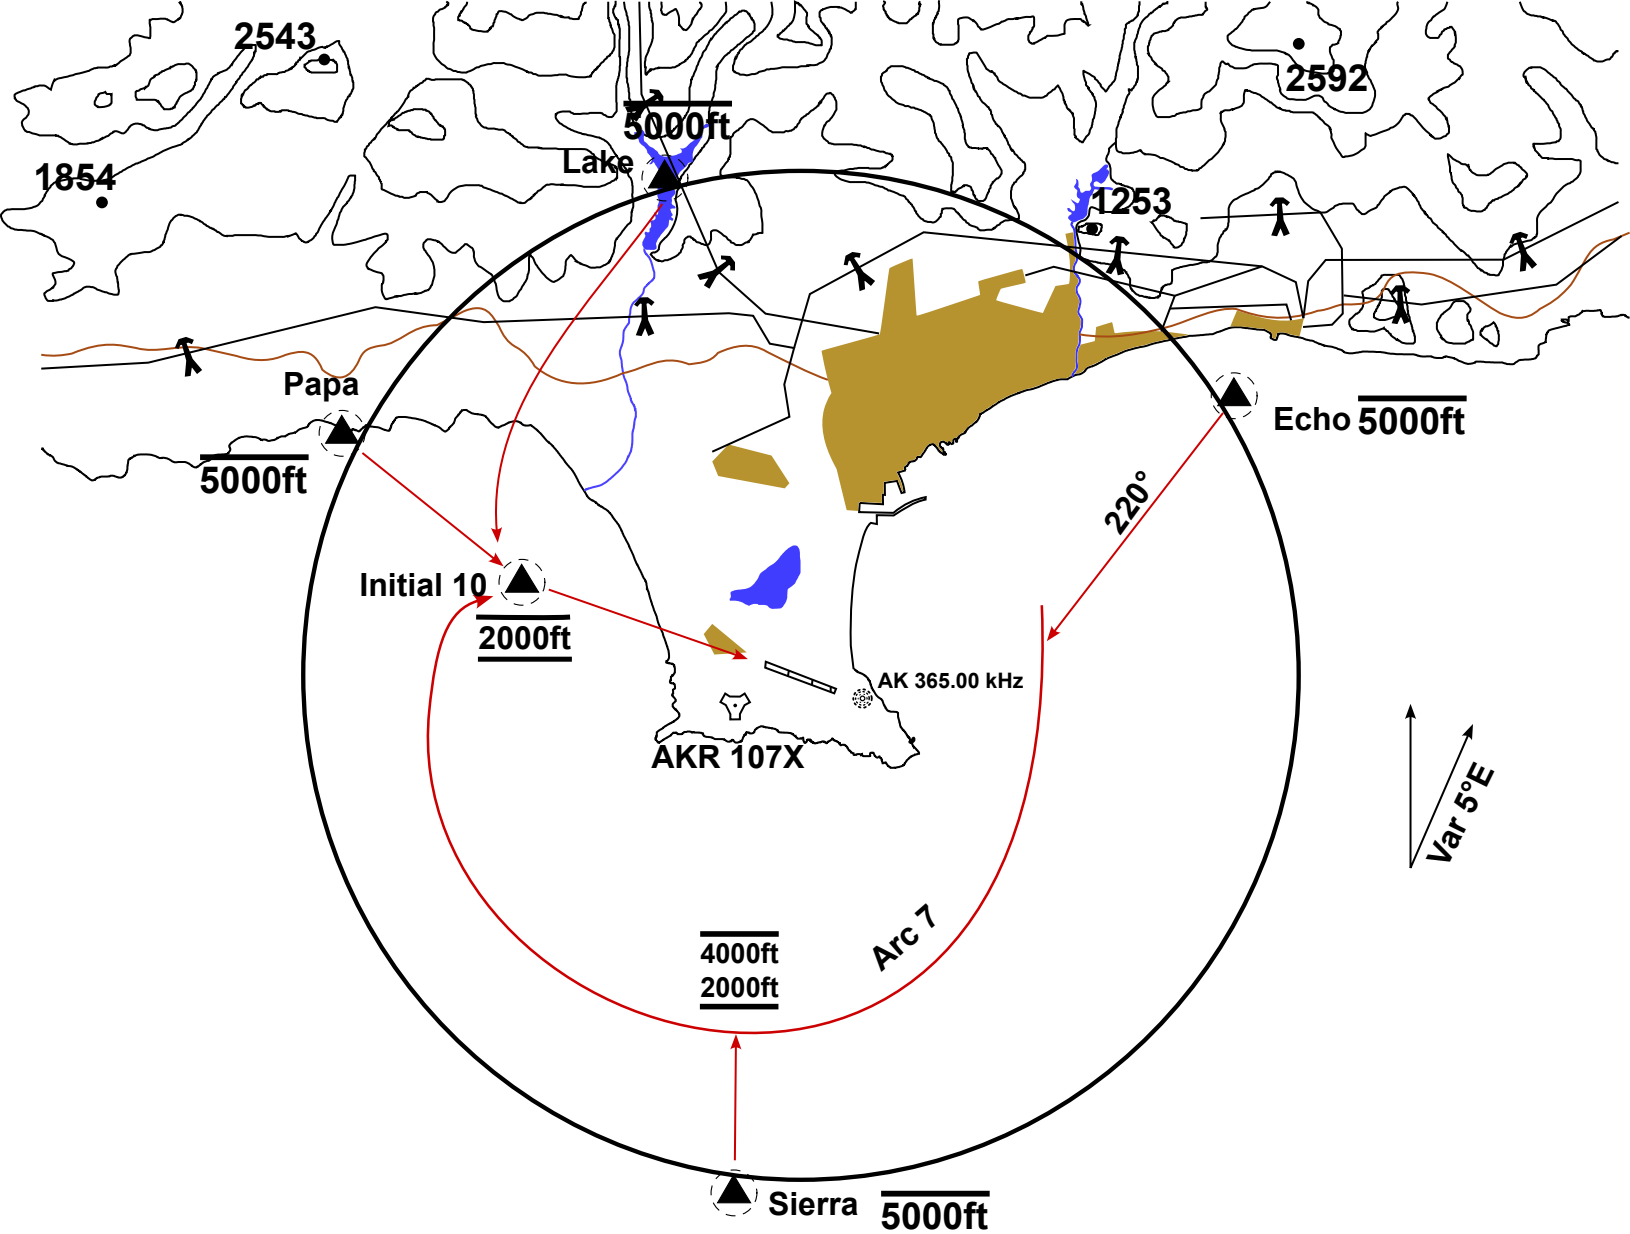 2543
2592
5000ft
Lake
1854
1253
Papa
5000ft
Echo
5000ft
220°
Initial 10
2000ft
AK 365.00 kHz
AKR 107X
Var 5°E
Arc 7
4000ft
2000ft
Sierra
5000ft